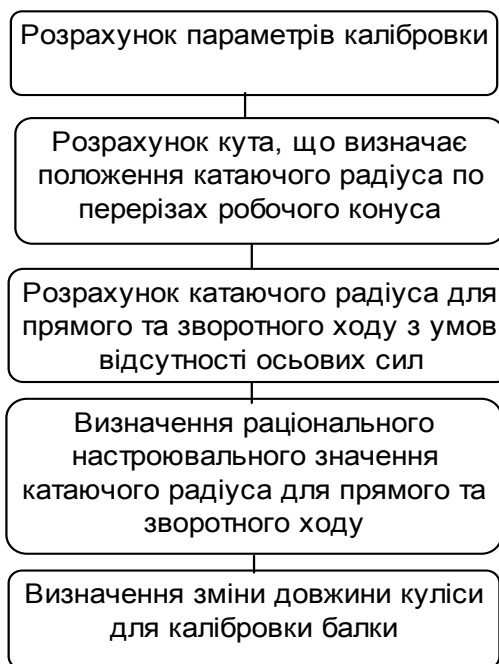 Розрахунок параметрів калібровки
Розрахунок кута, що визначає
положення катаючого радіуса по
перерізах робочого конуса
Розрахунок катаючого радіуса для
прямого та зворотного ходу з умов
відсутності осьових сил
Визначення раціонального
настроювального значення
катаючого радіуса для прямого та
зворотного ходу
Визначення зміни довжини куліси
для калібровки балки